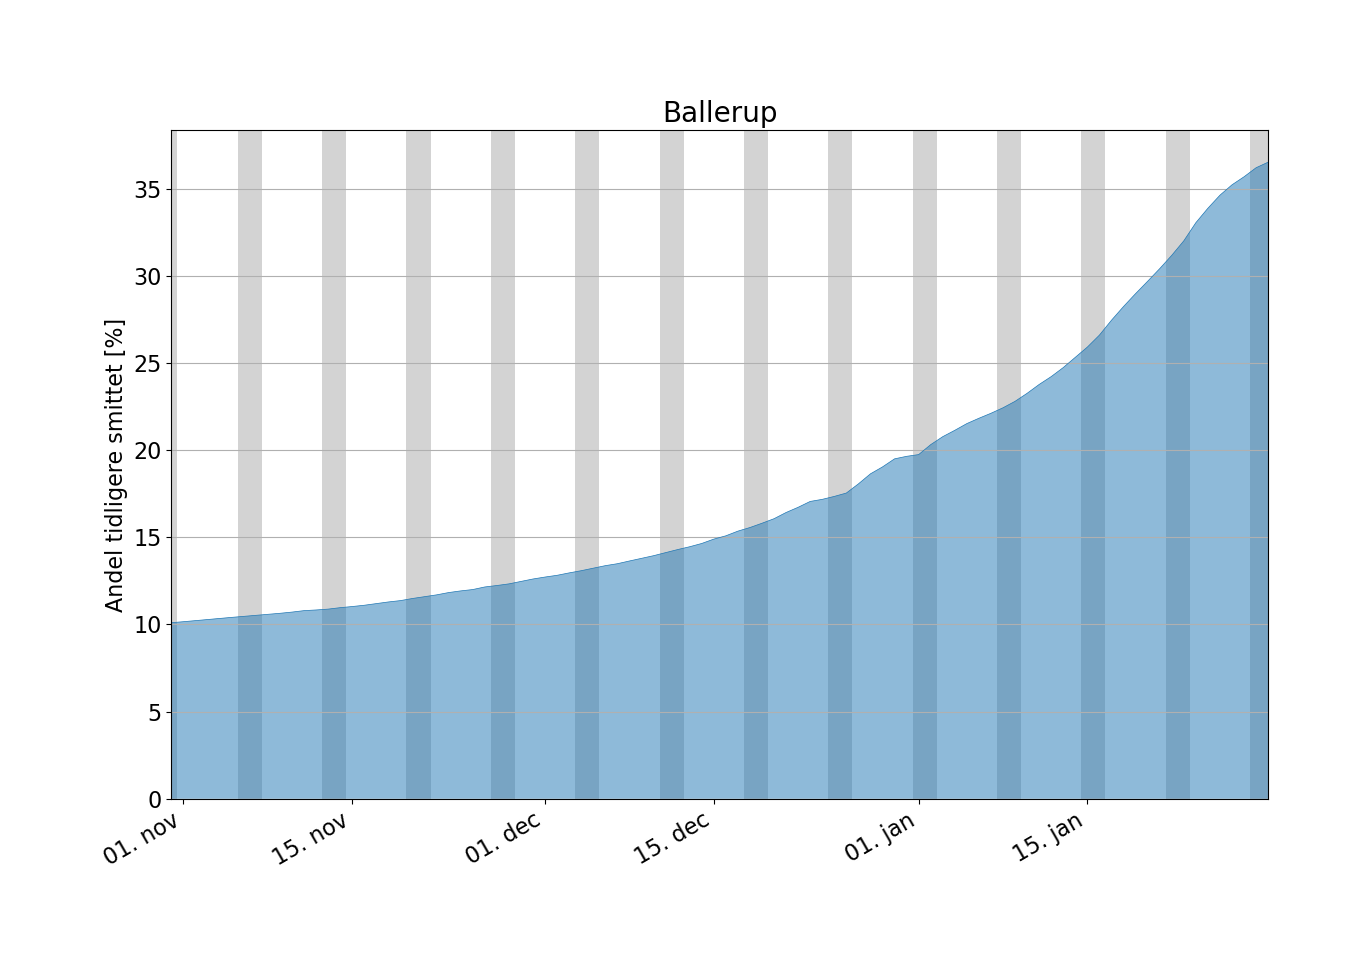 Ballerup
Andel tidligere smittet [%]
35
30
25
20
15
10
5
0
01. nov
15. nov
01. dec
15. dec
01. jan
15. jan